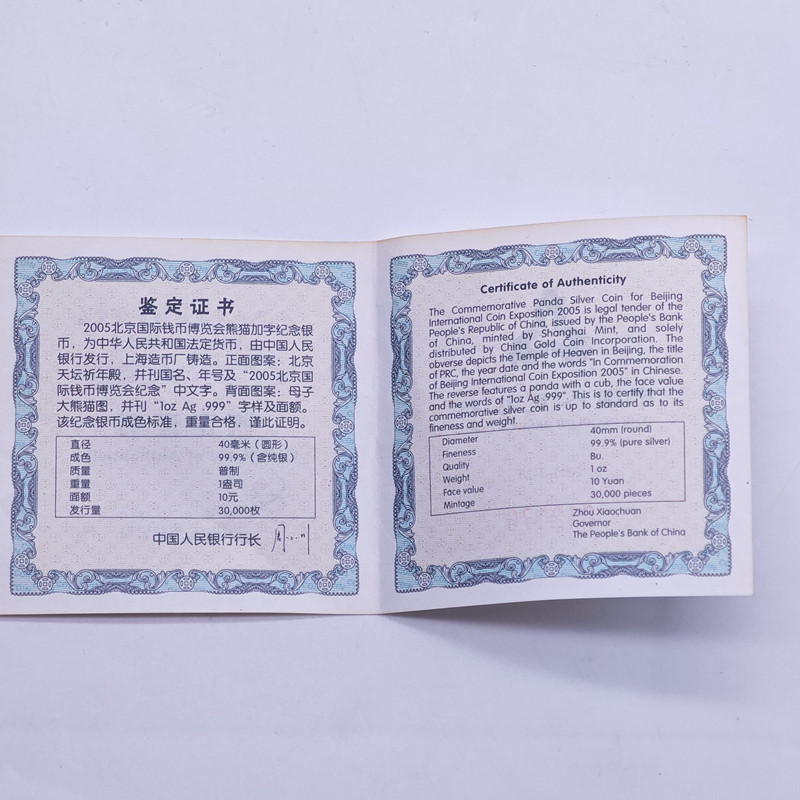 鉴定证书
2005北京国际钱币博览会熊猫加字纪念银
币，为中华人民共和国法定货币，由中国人民
银行发行，上海造币厂铸造。正面图案：北京
天坛祈年殿，并刊国名、年号及“2005北京国
际钱币博览会纪念”中文字。背面图案：母子
大熊猫图，并刊“1oz Ag .999”字样及面额。
该纪念银币成色标准，重量合格，谨此证明。
直径 40毫米（圆形）
成色 99.9%（含纯银）
质量 普制
重量 1盎司
面额 10元
发行量 30,000枚
中国人民银行行长
Certificate of Authenticity
The Commemorative Panda Silver Coin for Beijing
International Coin Exposition 2005 is legal tender of the
People's Republic of China, issued by the People's Bank
of China, minted by Shanghai Mint, and solely
distributed by China Gold Coin Incorporation. The
obverse depicts the Temple of Heaven in Beijing, the title
of PRC, the year date and the words "In Commemoration
of Beijing International Coin Exposition 2005" in Chinese.
The reverse features a panda with a cub, the face value
and the words of "1oz Ag .999". This is to certify that the
commemorative silver coin is up to standard as to its
fineness and weight.
Diameter 40mm (round)
Fineness 99.9% (pure silver)
Quality Bu.
Weight 1 oz
Face value 10 Yuan
Mintage 30,000 pieces
Zhou Xiaochuan
Governor
The People's Bank of China